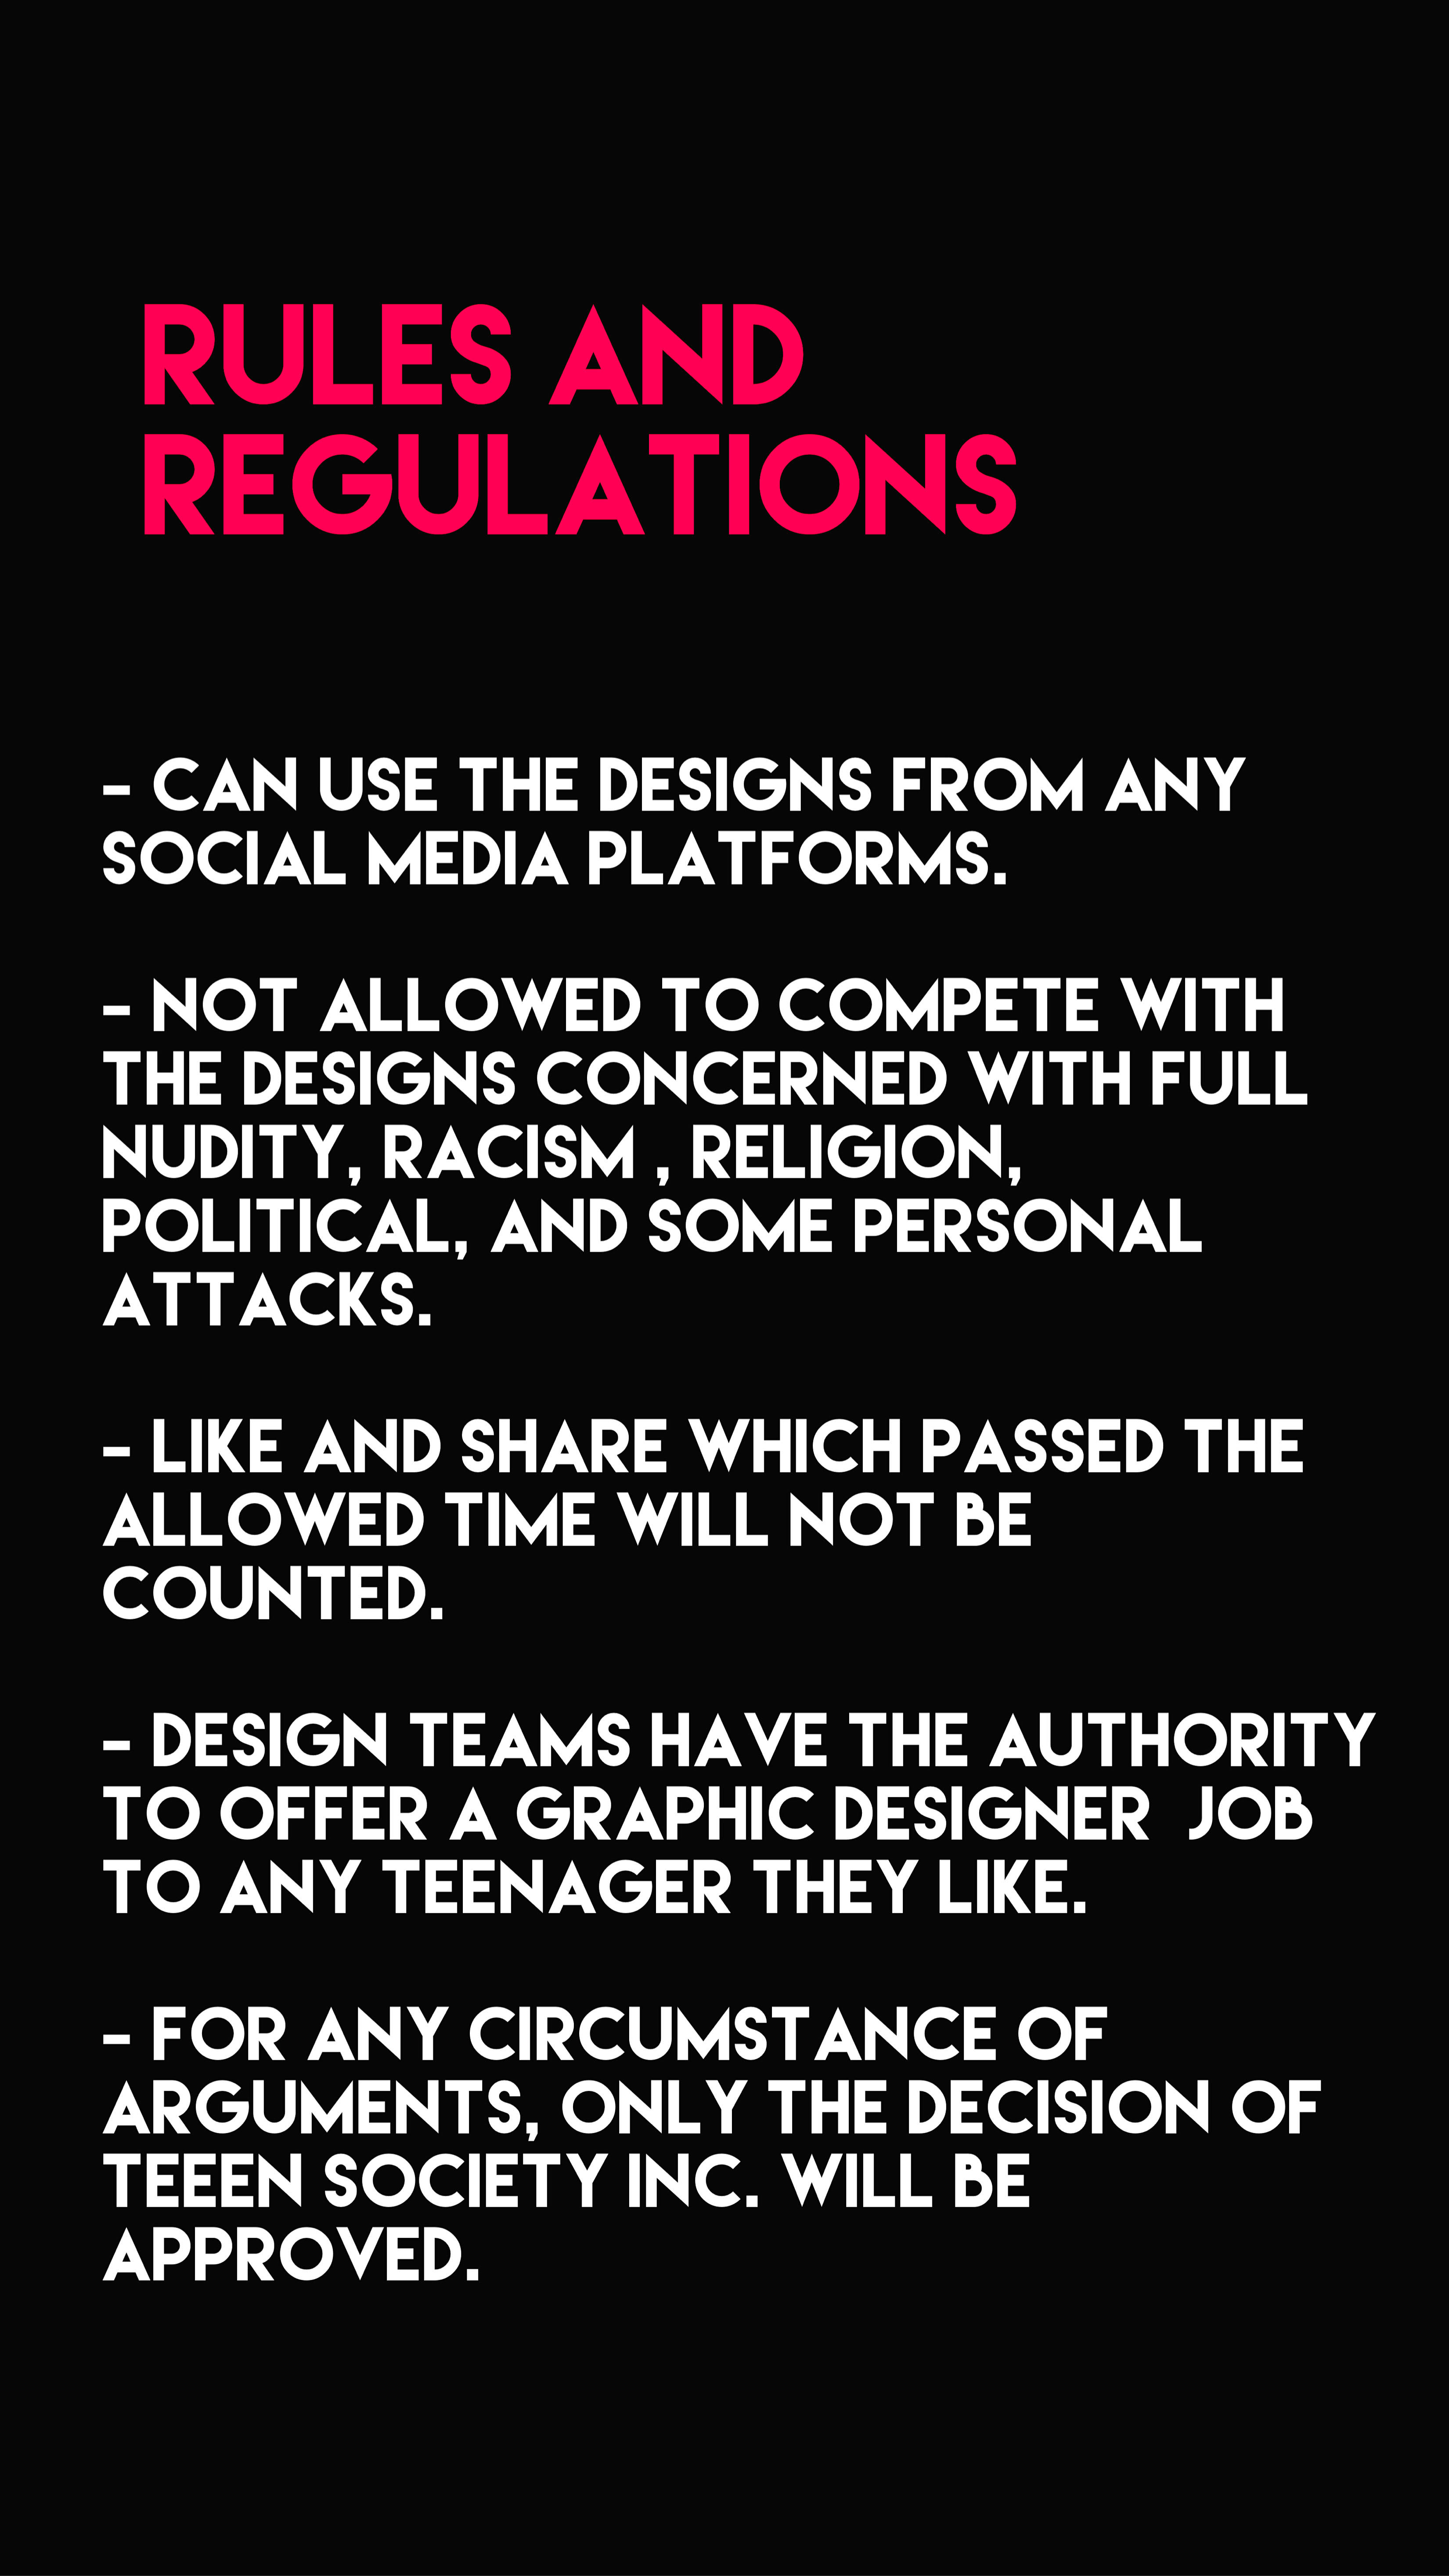 RULES AND
REGULATIONS
- CAN USE THE DESIGNS FROM ANY
SOCIAL MEDIA PLATFORMS.
- NOT ALLOWED TO COMPETE WITH
THE DESIGNS CONCERNED WITH FULL
NUDITY, RACISM , RELIGION,
POLITICAL, AND SOME PERSONAL
ATTACKS.
- LIKE AND SHARE WHICH PASSED THE
ALLOWED TIME WILL NOT BE
COUNTED.
- DESIGN TEAMS HAVE THE AUTHORITY
TO OFFER A GRAPHIC DESIGNER  JOB
TO ANY TEENAGER THEY LIKE.
- FOR ANY CIRCUMSTANCE OF
ARGUMENTS, ONLY THE DECISION OF
TEEEN SOCIETY INC. WILL BE
APPROVED.